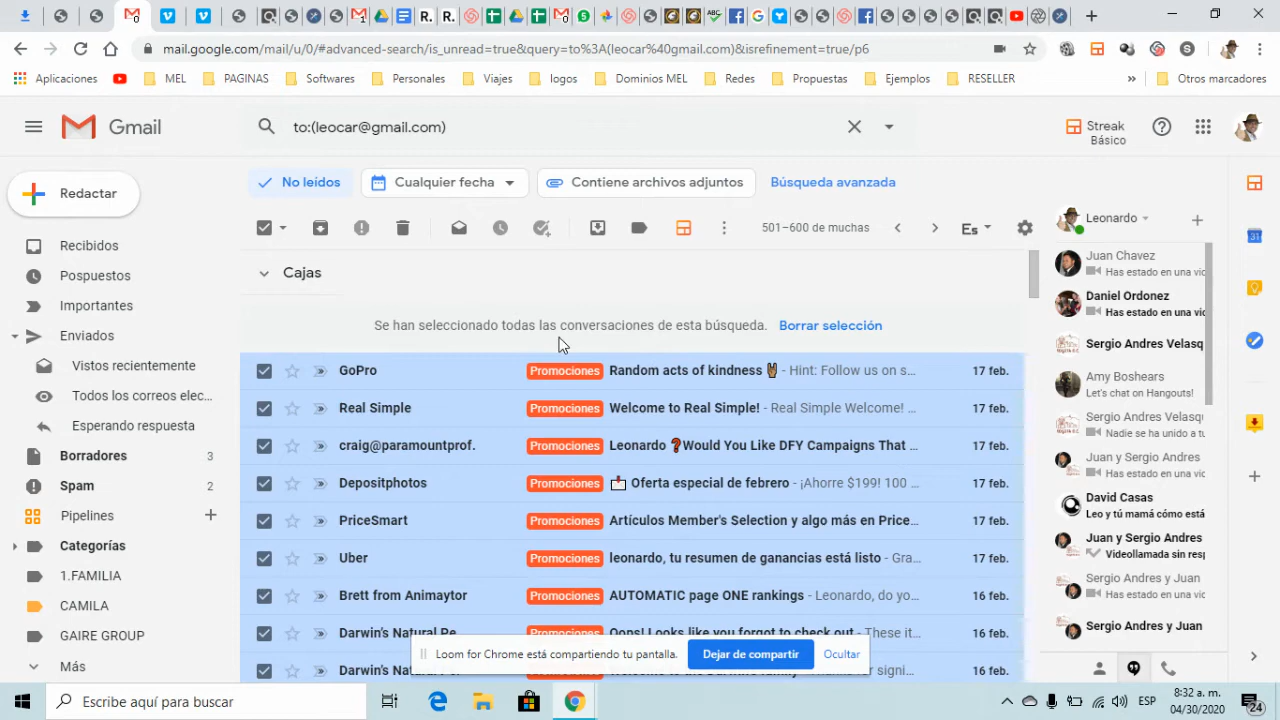 mail.google.com/mail/u/0/#advanced-search/is_unread=true&query=to%3A(leocar%40gmail.com)&isrefinement=true/p6
Aplicaciones MEL PAGINAS Softwares Personales Viajes logos Dominios MEL Redes Propuestas Ejemplos RESELLER » Otros marcadores
Gmail
to:(leocar@gmail.com)
Streak
Básico
Redactar
No leídos
Cualquier fecha
Contiene archivos adjuntos
Búsqueda avanzada
501–600 de muchas
Es
Cajas
Se han seleccionado todas las conversaciones de esta búsqueda. Borrar selección
GoPro Promociones Random acts of kindness - Hint: Follow us on s... 17 feb.
Real Simple Promociones Welcome to Real Simple! - Real Simple Welcome! ... 17 feb.
craig@paramountprof. Promociones Leonardo ❓Would You Like DFY Campaigns That ... 17 feb.
Depositphotos Promociones Oferta especial de febrero - ¡Ahorre $199! 100 ... 17 feb.
PriceSmart Promociones Artículos Member's Selection y algo más en Price... 17 feb.
Uber Promociones leonardo, tu resumen de ganancias está listo - Gra... 17 feb.
Brett from Animaytor Promociones AUTOMATIC page ONE rankings - Leonardo, do yo... 16 feb.
Darwin's Natural Pe. Promociones Oops! Looks like you forgot to check out - These it... 16 feb.
Darwin's Natural 16 feb.
Recibidos
Pospuestos
Importantes
Enviados
Vistos recientemente
Todos los correos elec...
Esperando respuesta
Borradores 3
Spam 2
Pipelines
Categorías
1.FAMILIA
CAMILA
GAIRE GROUP
Más
Leonardo
Juan Chavez
Has estado en una vic
Daniel Ordonez
Has estado en una vic
Sergio Andres Velasq
Amy Boshears
Let's chat on Hangouts!
Sergio Andres Velasqu
Nadie se ha unido a tu
Juan y Sergio Andres
Has estado en una vic
David Casas
Leo y tú mamá cómo está
Juan y Sergio Andres
Videollamada sin resp
Sergio Andres y Juan
Has estado en una vic
Sergio Andres y Juan
Loom for Chrome está compartiendo tu pantalla. Dejar de compartir Ocultar
Escribe aquí para buscar
ESP
8:32 a. m.
04/30/2020
24